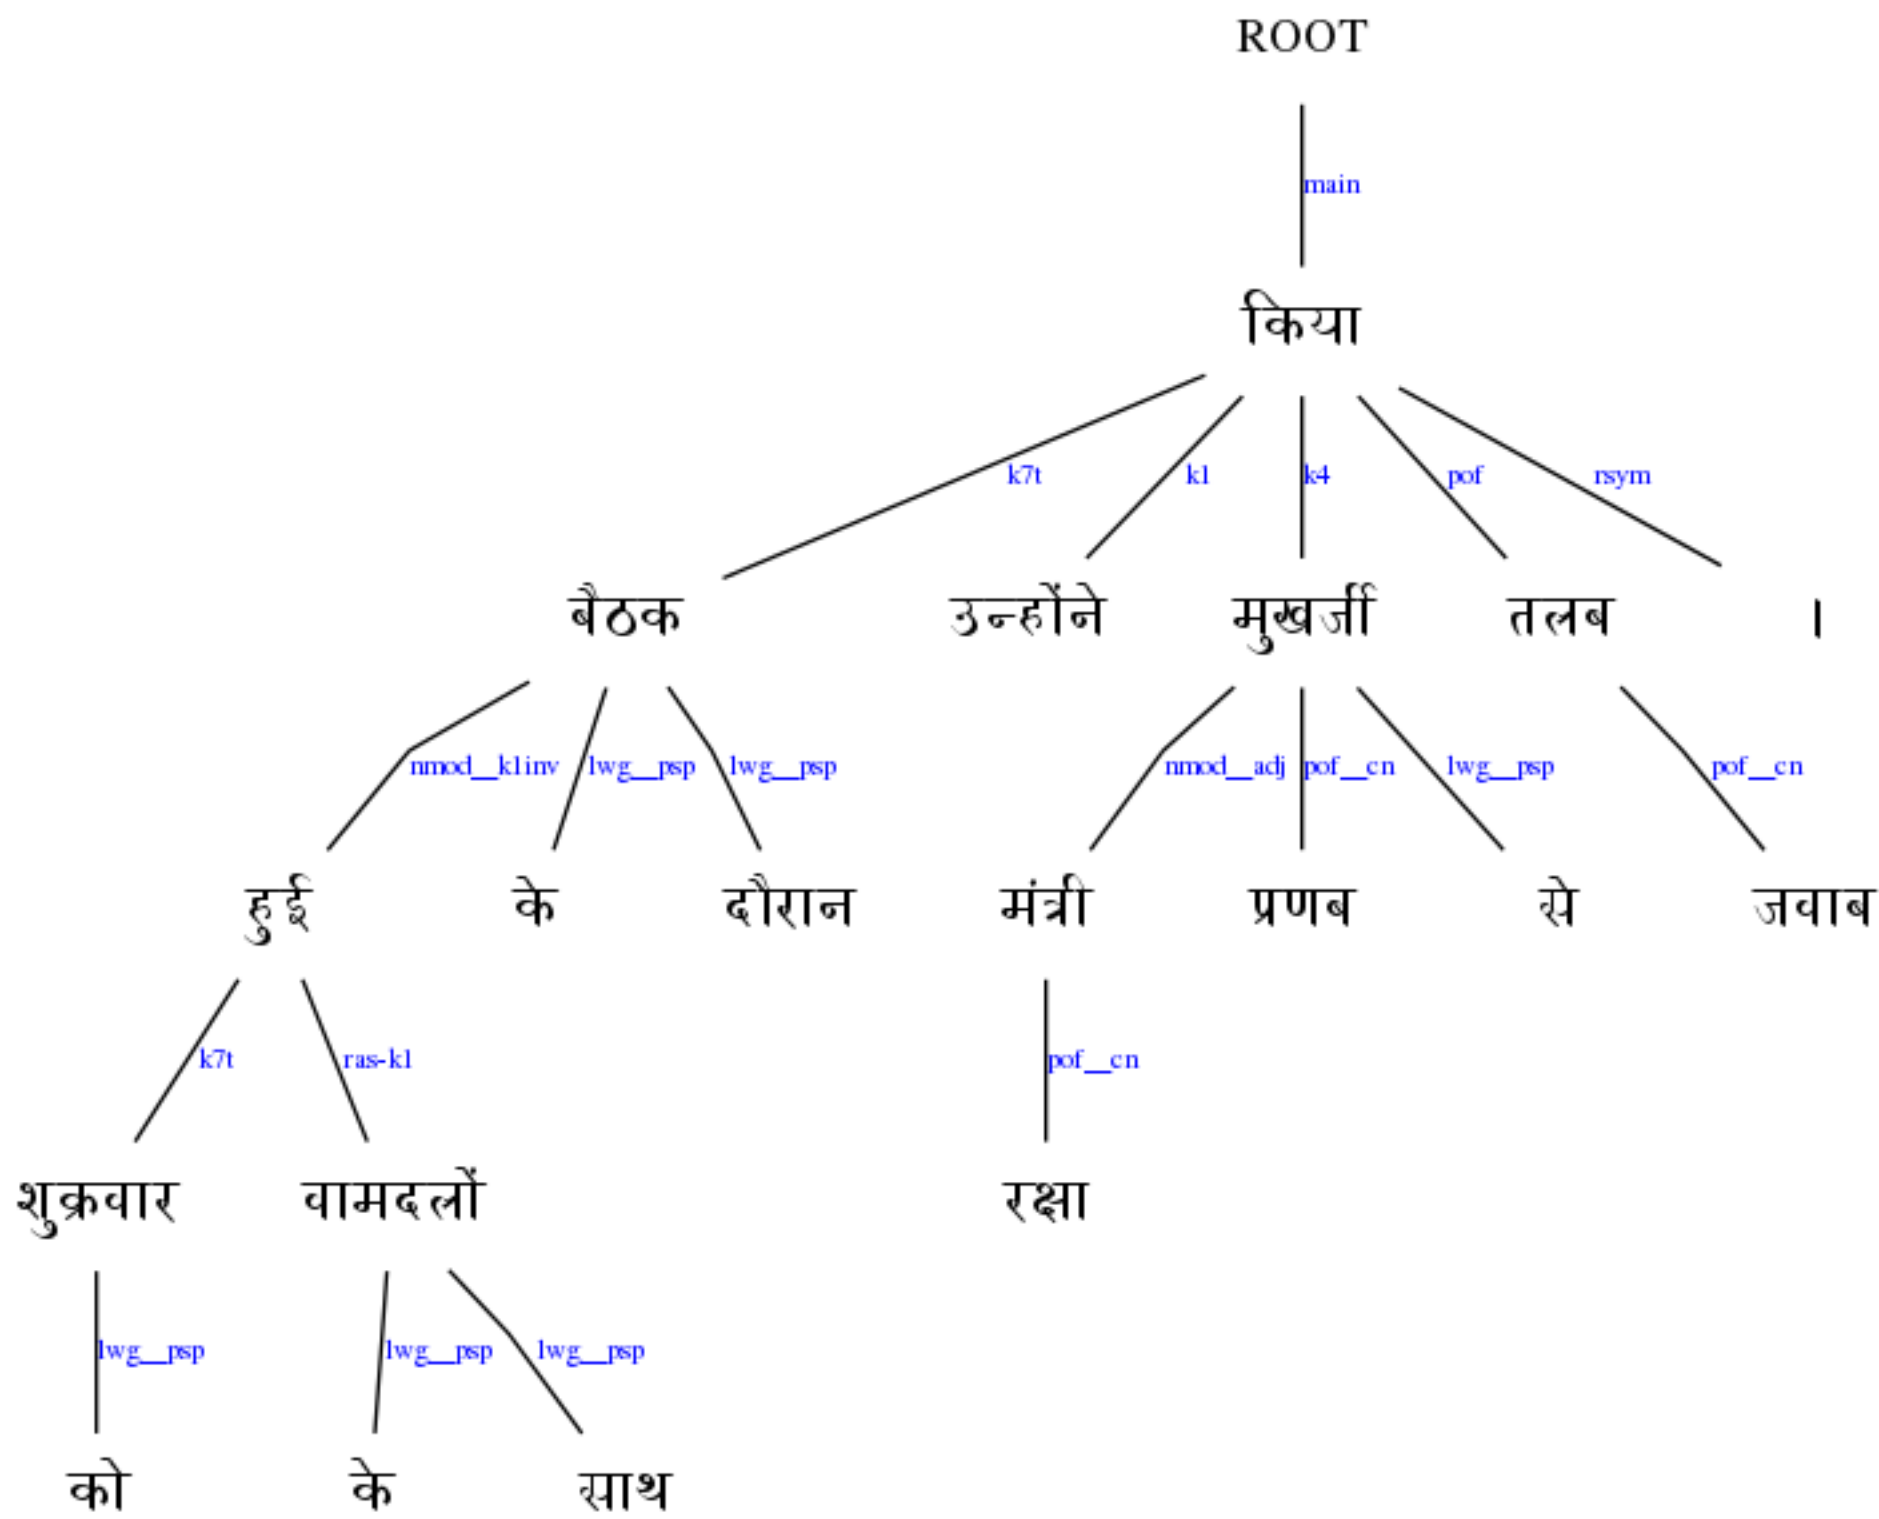 ROOT
main
किया
k7t k1 k4 pof rsym
बैठक उन्होंने मुखर्जी तलब ।
nmod__k1inv lwg__psp lwg__psp nmod__adj pof__cn lwg__psp pof__cn
हुई के दौरान मंत्री प्रणब से जवाब
k7t ras-k1 pof__cn
शुक्रवार वामदलों रक्षा
lwg__psp lwg__psp lwg__psp
को के साथ